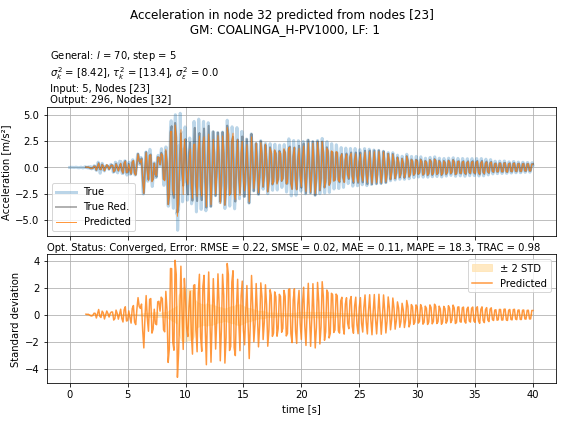 Acceleration in node 32 predicted from nodes [23]
GM: COALINGA_H-PV1000, LF: 1
General: l = 70, step = 5
σ²ₖ = [8.42], τ²ₖ = [13.4], σ²ᵣ = 0.0
Input: 5, Nodes [23]
Output: 296, Nodes [32]
Acceleration [m/s²]
5.0
2.5
0.0
−2.5
−5.0
True
True Red.
Predicted
Opt. Status: Converged, Error: RMSE = 0.22, SMSE = 0.02, MAE = 0.11, MAPE = 18.3, TRAC = 0.98
Standard deviation
4
2
0
−2
−4
± 2 STD
Predicted
0 5 10 15 20 25 30 35 40
time [s]